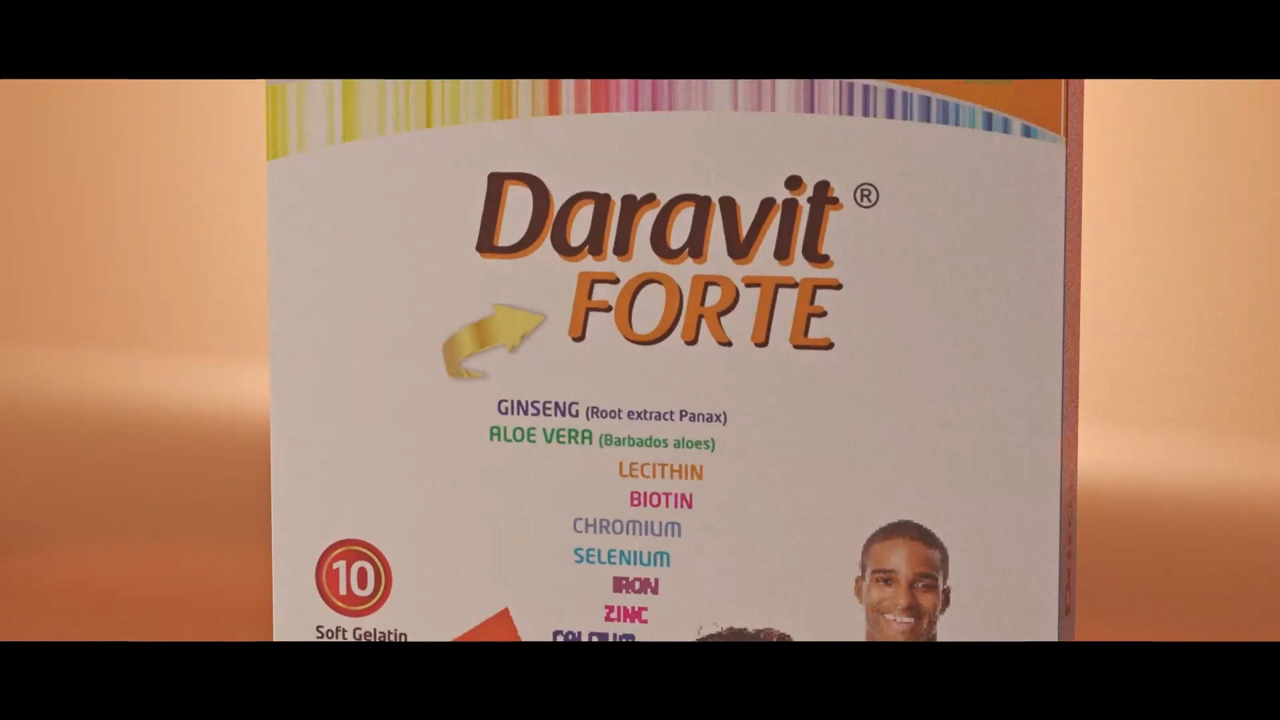 Daravit ®
FORTE
GINSENG (Root extract Panax)
ALOE VERA (Barbados aloes)
LECITHIN
BIOTIN
CHROMIUM
SELENIUM
IRON
ZINC
CALCIUM
10
Soft Gelatin